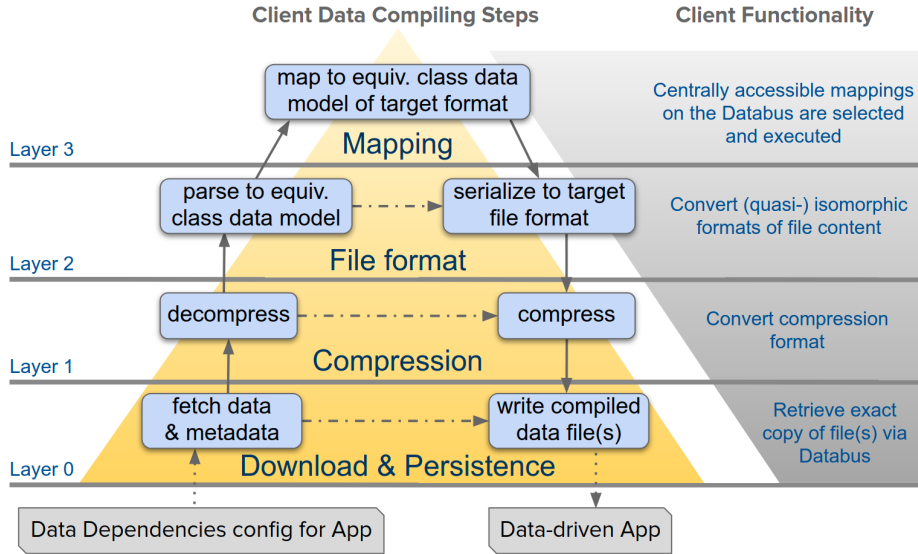 Client Data Compiling Steps
Client Functionality
map to equiv. class data
model of target format
Centrally accessible mappings
on the Databus are selected
and executed
Mapping
Layer 3
parse to equiv.
class data model
serialize to target
file format
Convert (quasi-) isomorphic
formats of file content
File format
Layer 2
decompress
compress
Convert compression
format
Compression
Layer 1
fetch data
& metadata
write compiled
data file(s)
Retrieve exact
copy of file(s) via
Databus
Download & Persistence
Layer 0
Data Dependencies config for App
Data-driven App